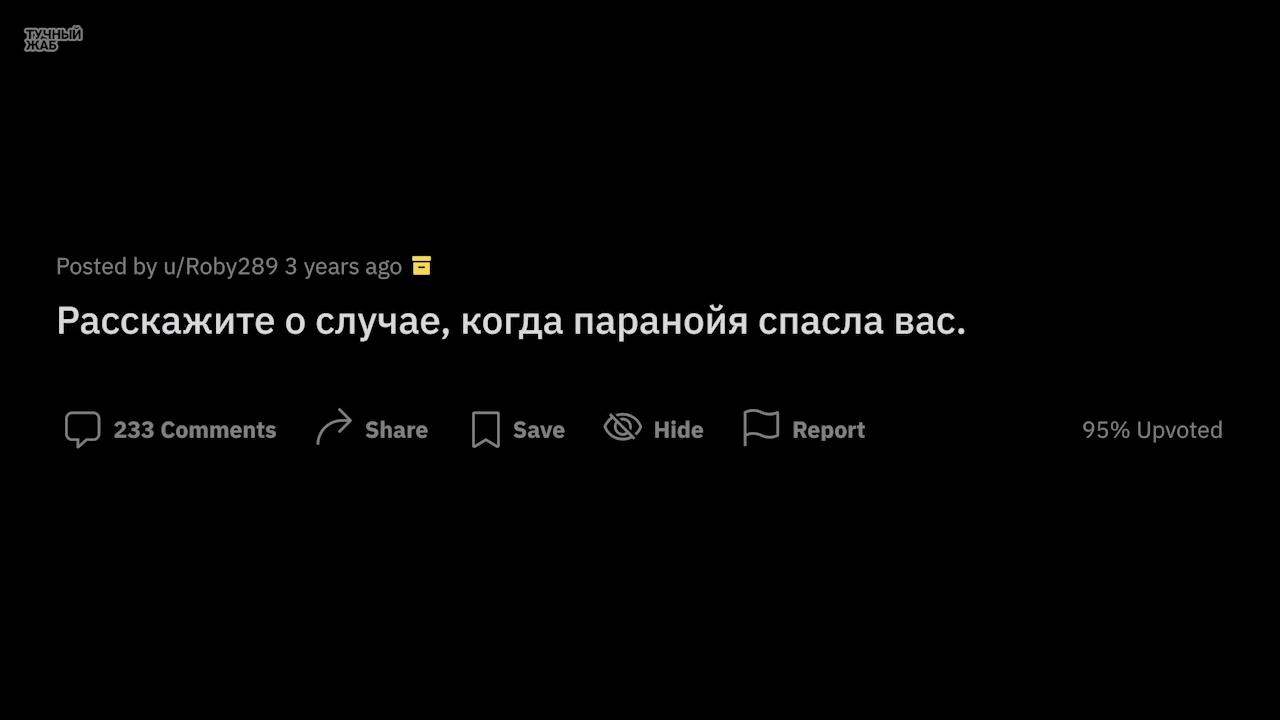 ТУЧНЫЙ
ЖАБ
Posted by u/Roby289 3 years ago
Расскажите о случае, когда паранойя спасла вас.
233 Comments Share Save Hide Report 95% Upvoted